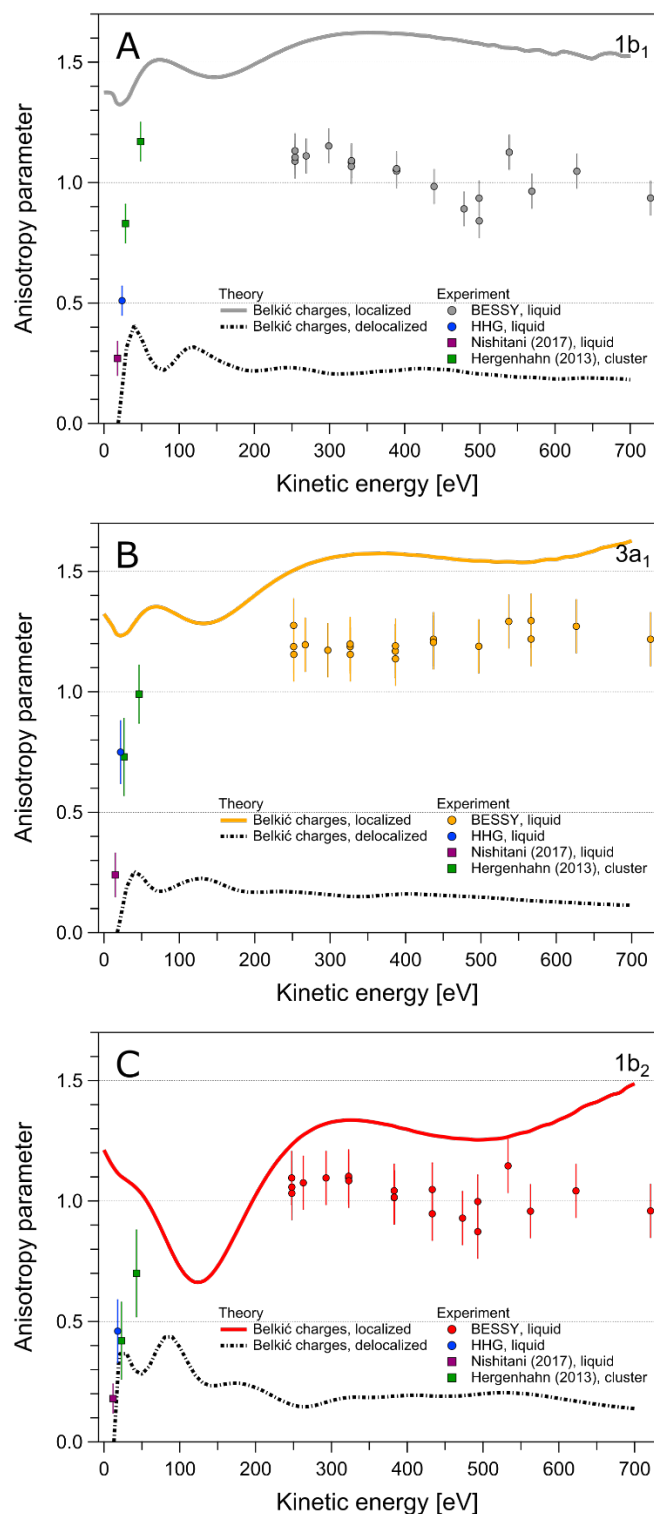 A
1b1
1.5
1.0
0.5
0.0
Anisotropy parameter
Theory
Belkić charges, localized
Belkić charges, delocalized
Experiment
BESSY, liquid
HHG, liquid
Nishitani (2017), liquid
Hergenhahn (2013), cluster
0 100 200 300 400 500 600 700
Kinetic energy [eV]
B
3a1
1.5
1.0
0.5
0.0
Anisotropy parameter
Theory
Belkić charges, localized
Belkić charges, delocalized
Experiment
BESSY, liquid
HHG, liquid
Nishitani (2017), liquid
Hergenhahn (2013), cluster
0 100 200 300 400 500 600 700
Kinetic energy [eV]
C
1b2
1.5
1.0
0.5
0.0
Anisotropy parameter
Theory
Belkić charges, localized
Belkić charges, delocalized
Experiment
BESSY, liquid
HHG, liquid
Nishitani (2017), liquid
Hergenhahn (2013), cluster
0 100 200 300 400 500 600 700
Kinetic energy [eV]